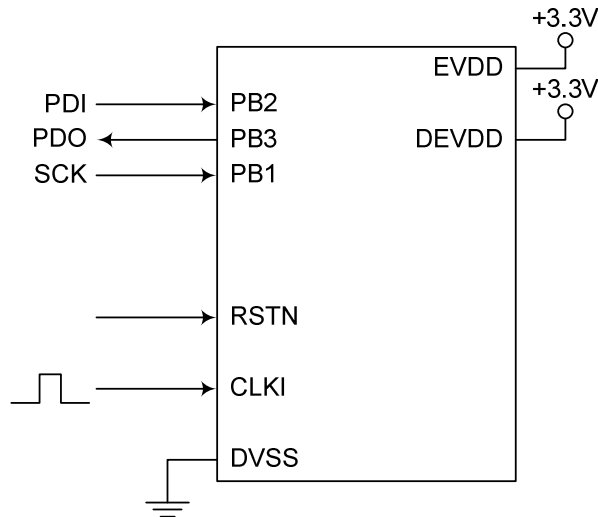 +3.3V
EVDD
+3.3V
PDI PB2
PDO PB3 DEVDD
SCK PB1
RSTN
CLKI
DVSS